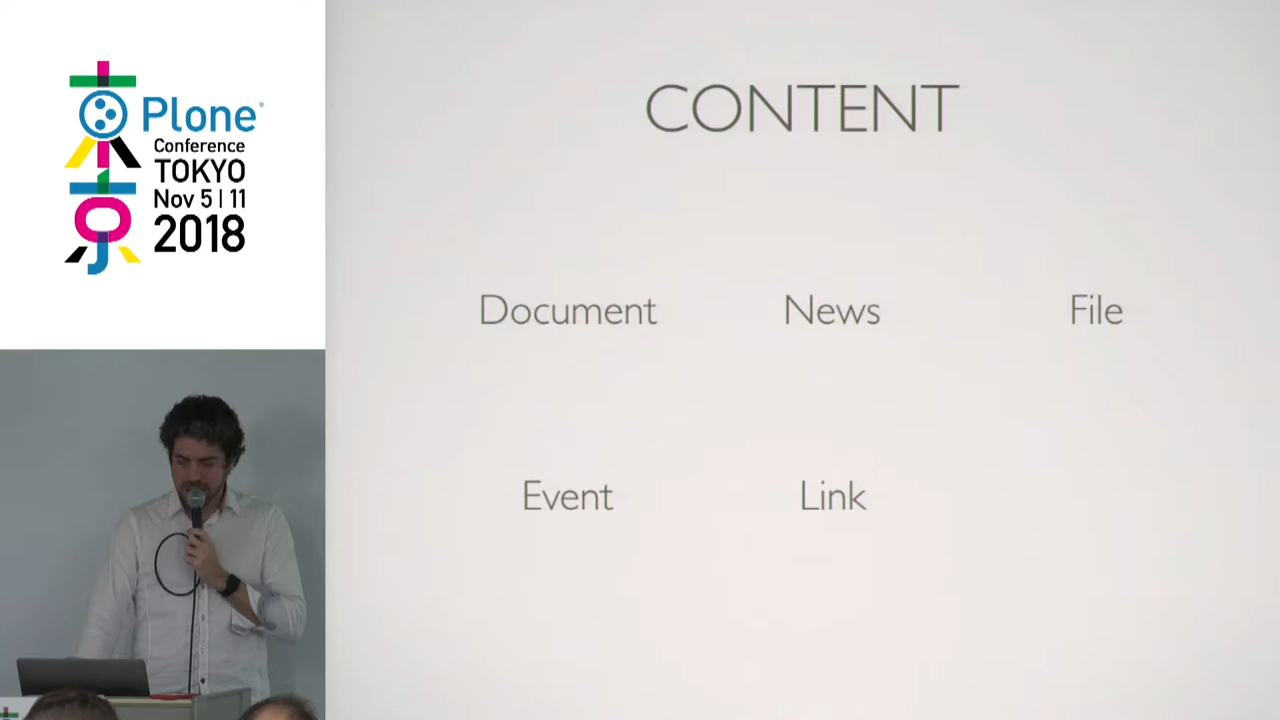 Plone®
Conference
TOKYO
Nov 5 | 11
2018
CONTENT
Document News File
Event Link